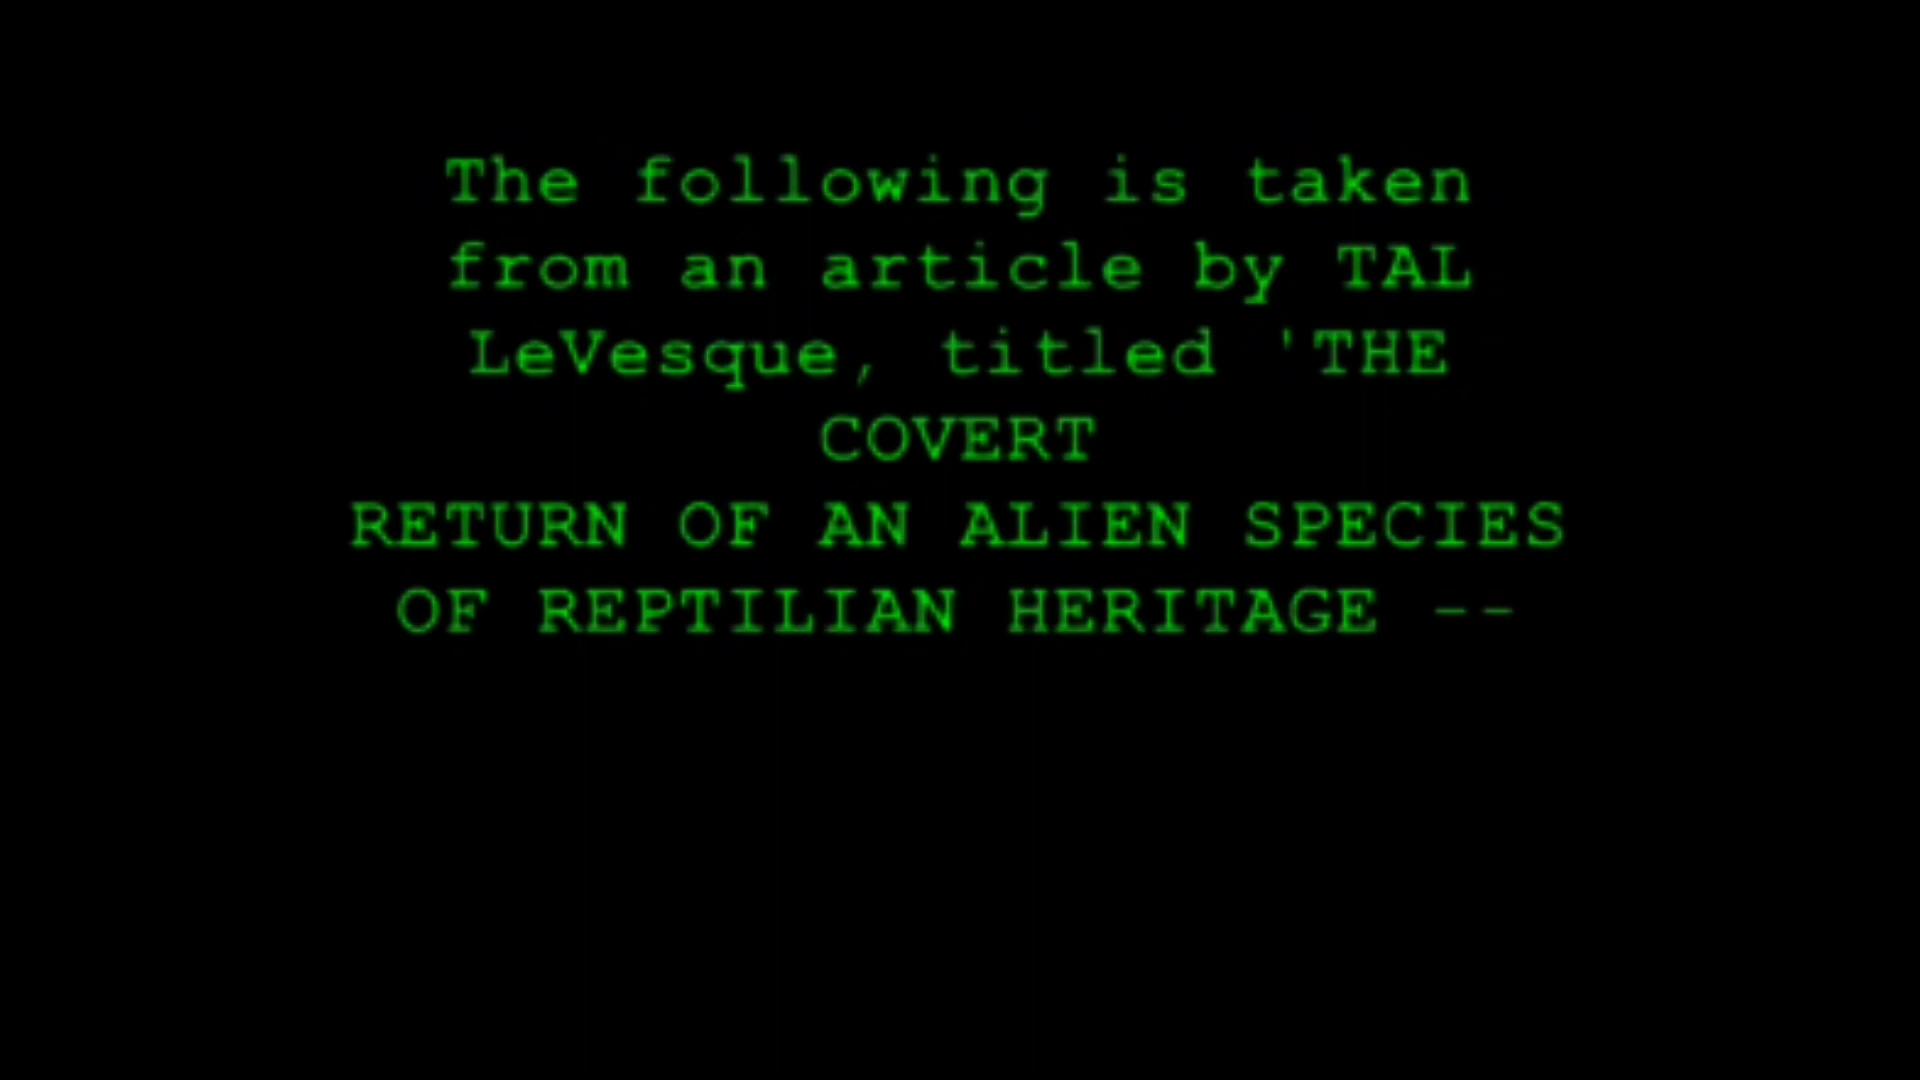 The following is taken
from an article by TAL
LeVesque, titled 'THE
COVERT
RETURN OF AN ALIEN SPECIES
OF REPTILIAN HERITAGE --